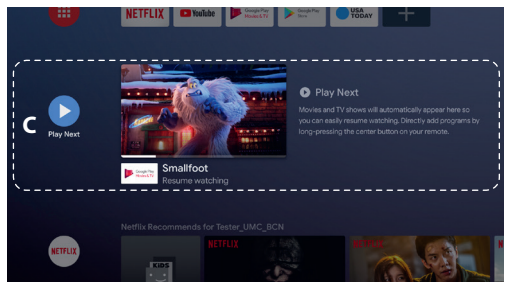 NETFLIX
YouTube
Google Play
Movies & TV
Google Play
USA
TODAY
C
Play Next
Play Next
Movies and TV shows will automatically appear here so
you can easily resume watching. Directly add programs by
long-pressing the center button on your remote.
Google Play
Movies & TV
Smallfoot
Resume watching
Netflix Recommends for Tester_UMC_BCN
NETFLIX
KIDS
NETFLIX
NETFLIX